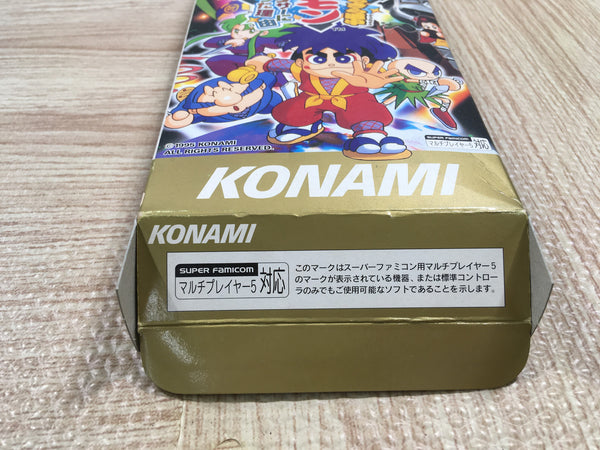 モン
TM
©1995 KONAMI
ALL RIGHTS RESERVED.
SUPER FAMICOM
マルチプレイヤー5 対応
KONAMI
KONAMI
SUPER FAMICOM
マルチプレイヤー5 対応
このマークはスーパーファミコン用マルチプレイヤー5
のマークが表示されている機器、または標準コントロー
ラのみでもご使用可能なソフトであることを示します。